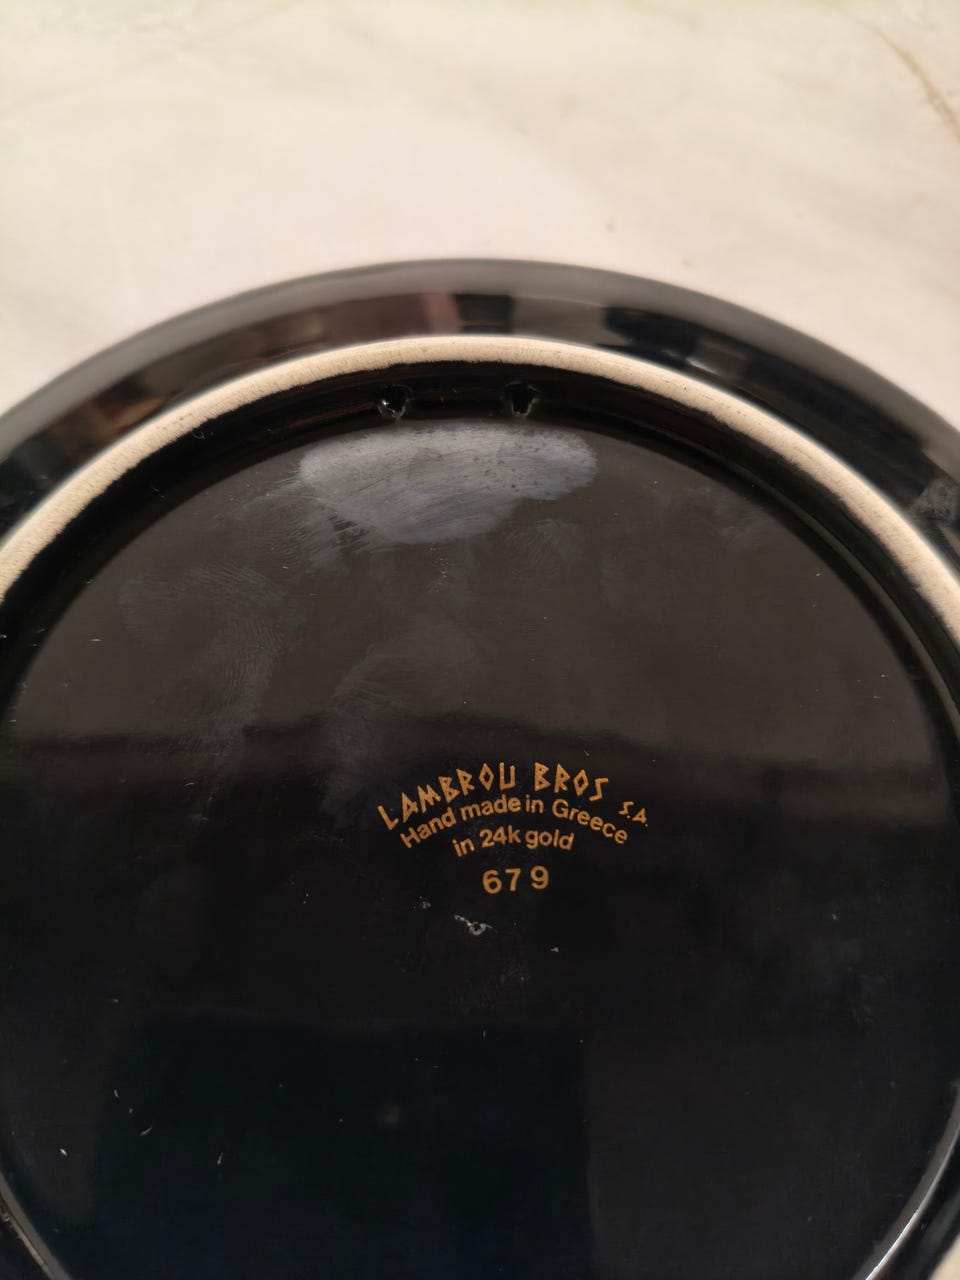 LAMBROU BROS S.A.
Hand made in Greece
in 24k gold
679